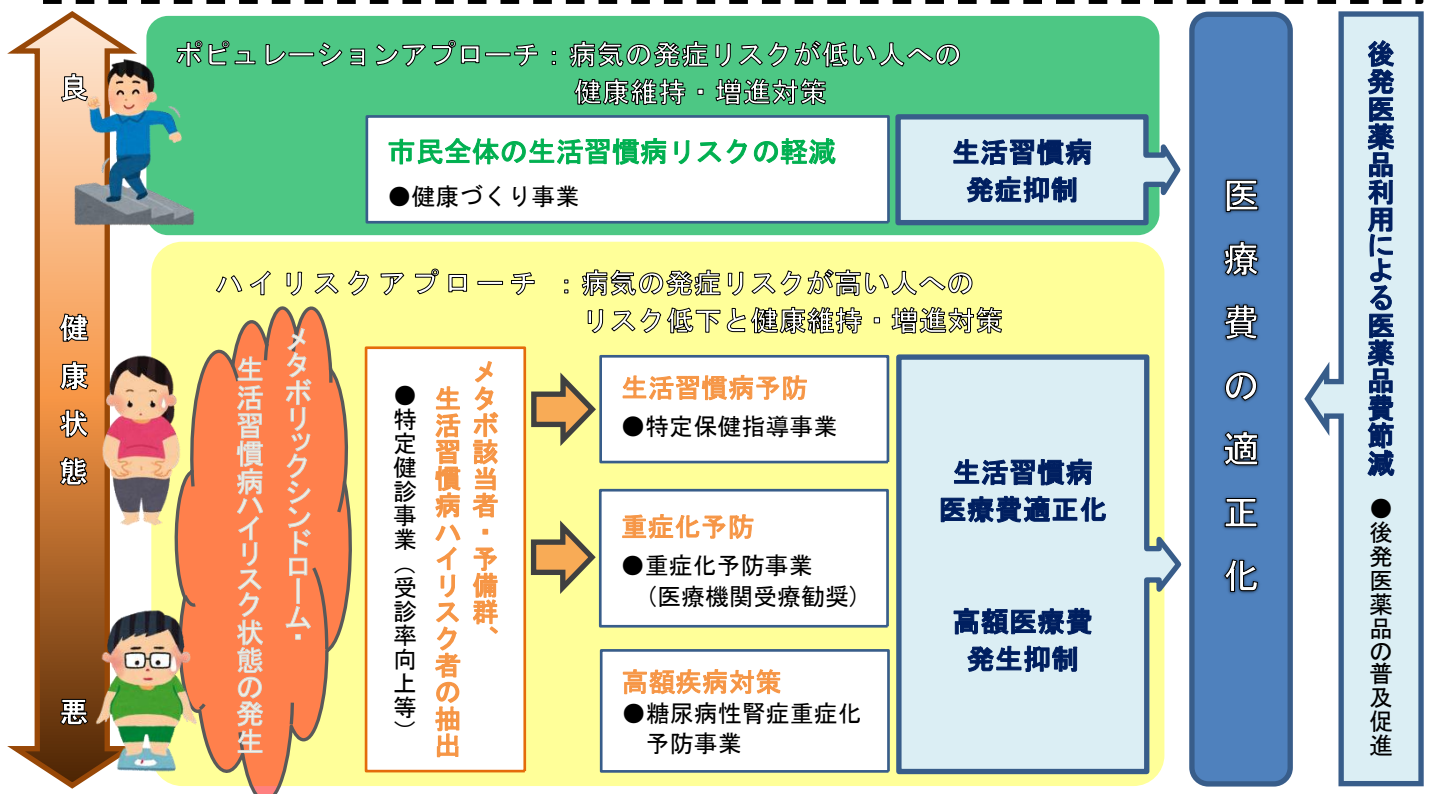 良
健康状態
悪
ポピュレーションアプローチ：病気の発症リスクが低い人への
健康維持・増進対策
市民全体の生活習慣病リスクの軽減
●健康づくり事業
生活習慣病
発症抑制
ハイリスクアプローチ ：病気の発症リスクが高い人への
リスク低下と健康維持・増進対策
メタボリックシンドローム・
生活習慣病ハイリスク状態の発生
メタボ該当者・予備群、
生活習慣病ハイリスク者の抽出
●特定健診事業（受診率向上等）
生活習慣病予防
●特定保健指導事業
重症化予防
●重症化予防事業
（医療機関受療勧奨）
高額疾病対策
●糖尿病性腎症重症化
予防事業
生活習慣病
医療費適正化
高額医療費
発生抑制
医療費の適正化
後発医薬品利用による医薬品費節減
●後発医薬品の普及促進